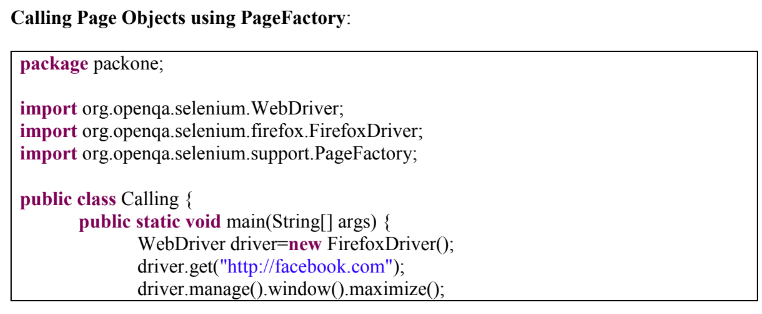 Calling Page Objects using PageFactory:
package packone;
import org.openqa.selenium.WebDriver;
import org.openqa.selenium.firefox.FirefoxDriver;
import org.openqa.selenium.support.PageFactory;
public class Calling {
public static void main(String[] args) {
WebDriver driver=new FirefoxDriver();
driver.get("http://facebook.com");
driver.manage().window().maximize();